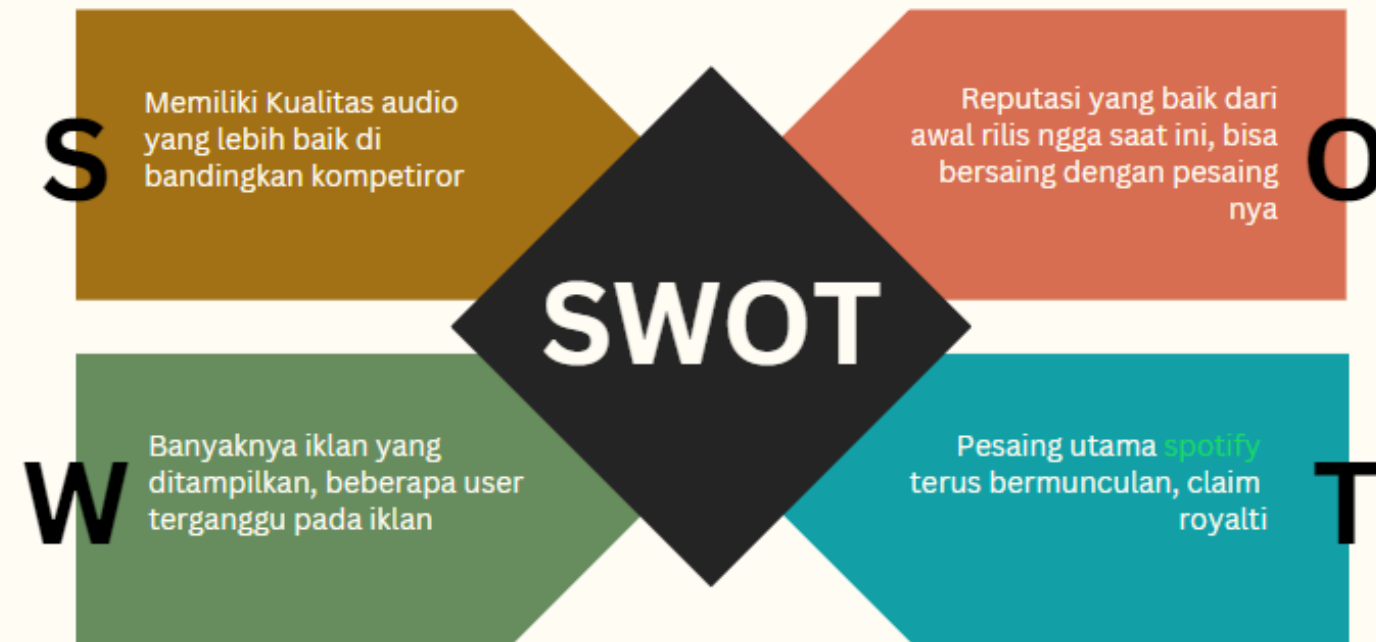 S
Memiliki Kualitas audio
yang lebih baik di
bandingkan kompetiror
Reputasi yang baik dari
awal rilis ngga saat ini, bisa
bersaing dengan pesaing
nya
O
SWOT
W
Banyaknya iklan yang
ditampilkan, beberapa user
terganggu pada iklan
Pesaing utama spotify
terus bermunculan, claim
royalti
T